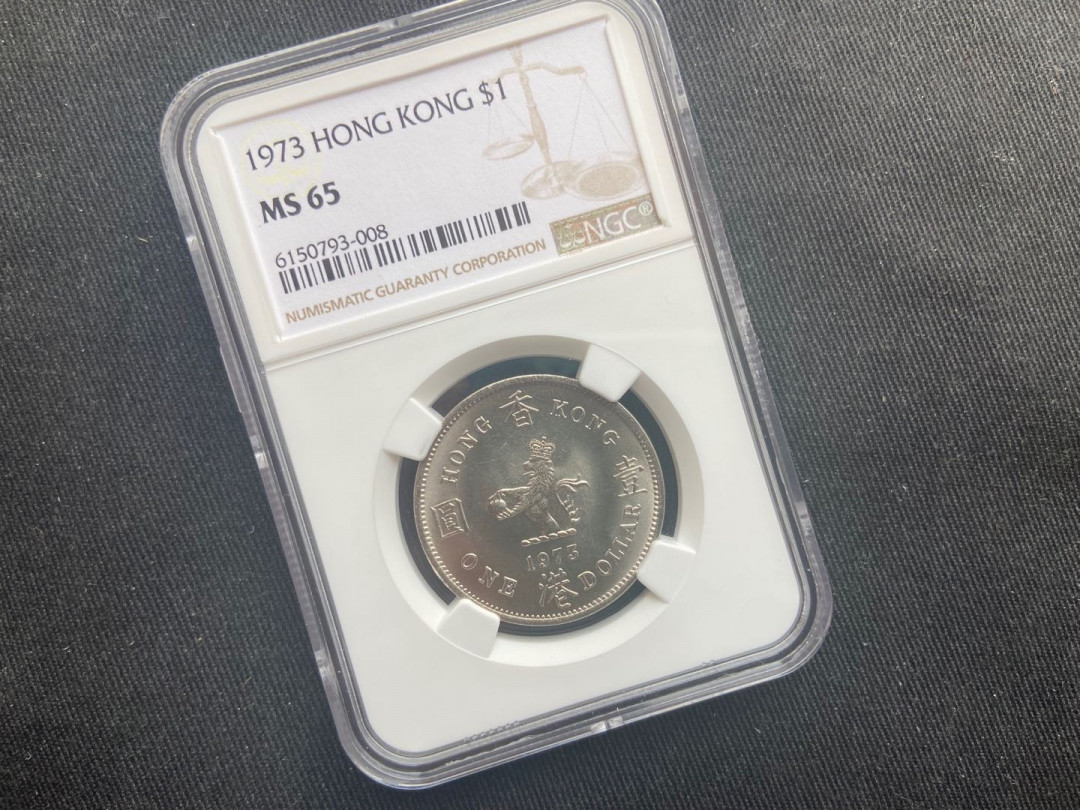 1973 HONG KONG $1
MS 65
6150793-008
NUMISMATIC GUARANTY CORPORATION
NGC®
HONG 香 KONG
圓 壹
1973
ONE 港 DOLLAR